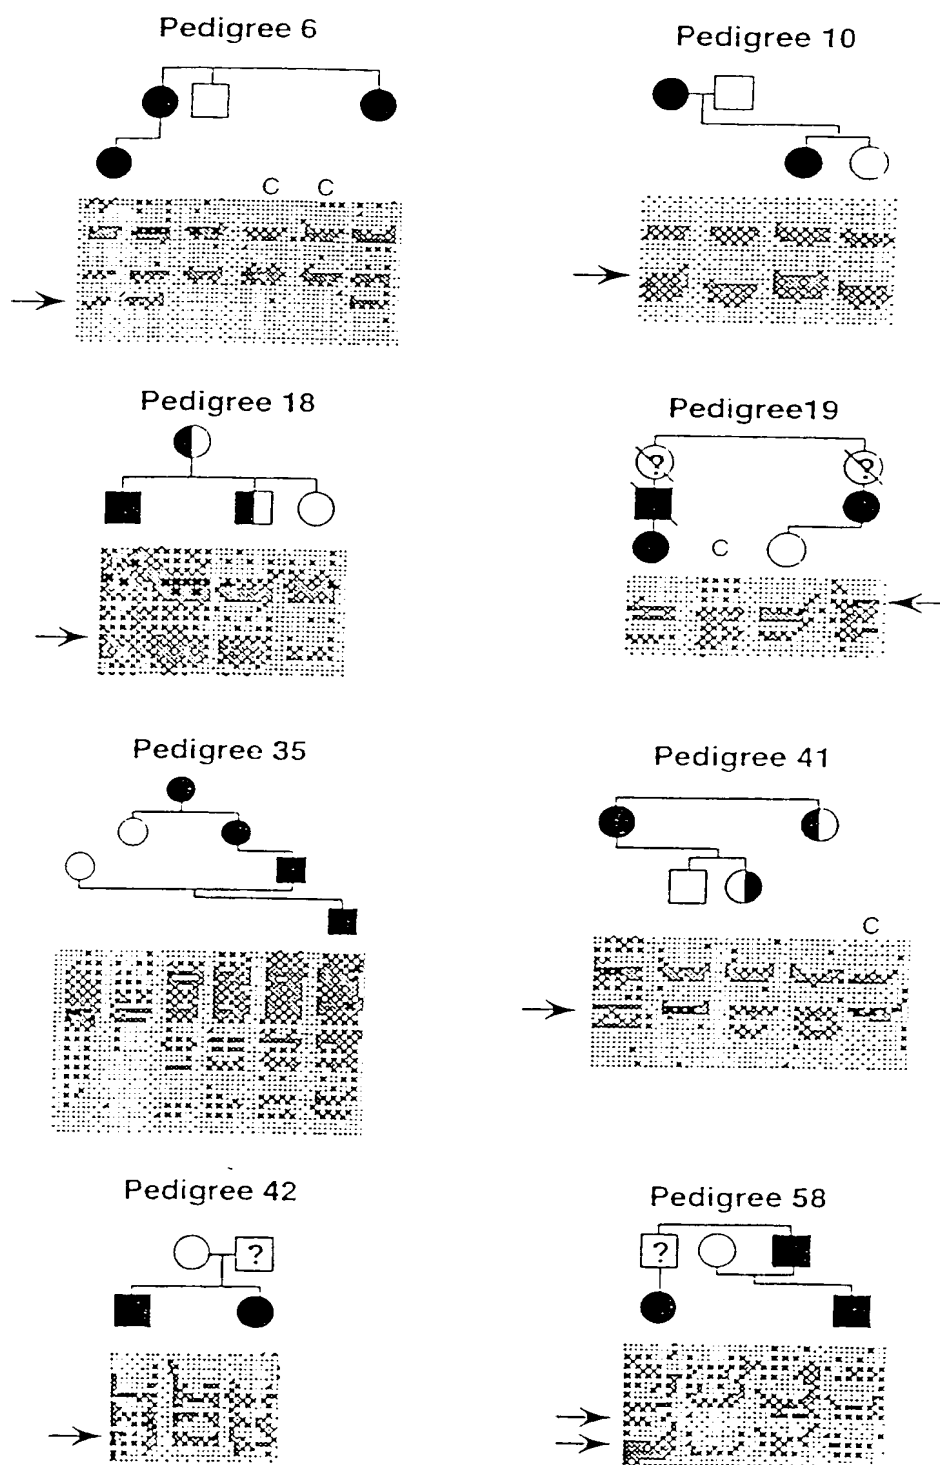 Pedigree 6
Pedigree 10
C C
Pedigree 18
Pedigree19
? ?
C
Pedigree 35
Pedigree 41
C
Pedigree 42
Pedigree 58
?
?